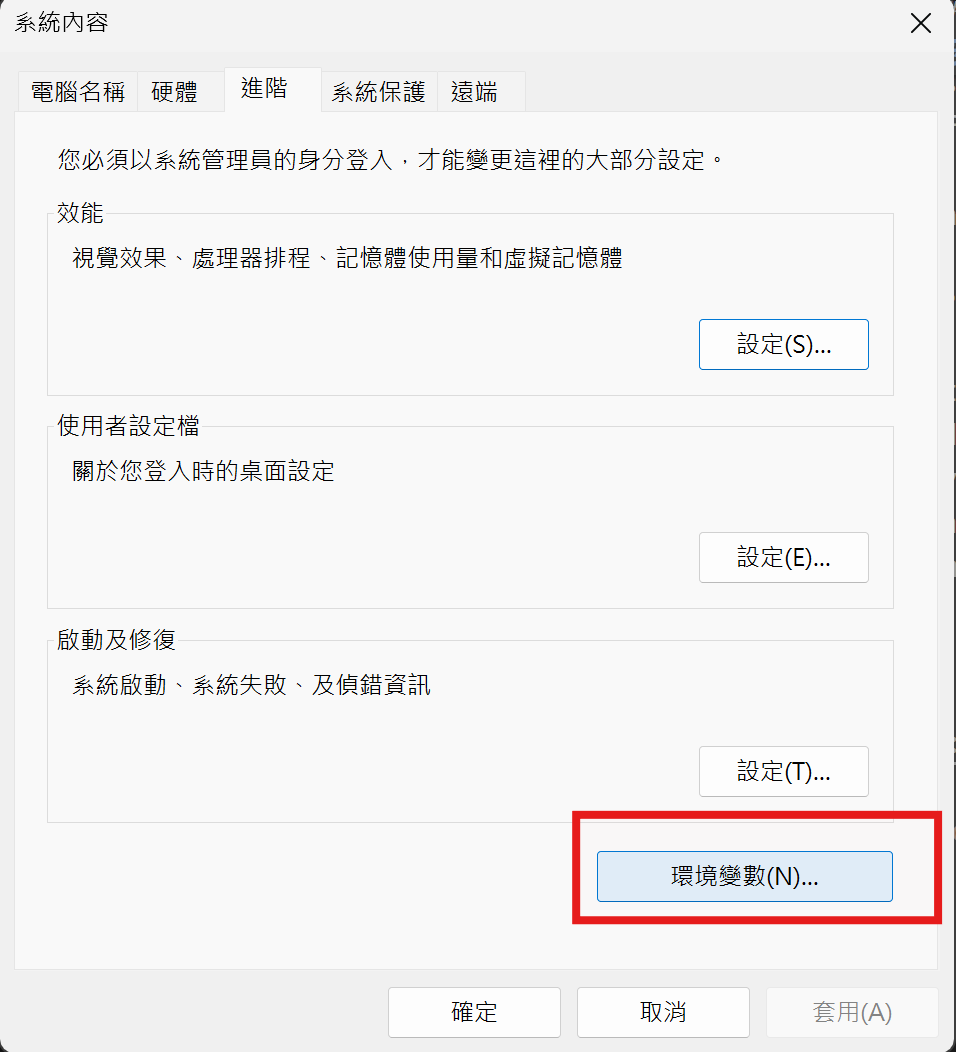 系統內容
電腦名稱 硬體 進階 系統保護 遠端
您必須以系統管理員的身分登入，才能變更這裡的大部分設定。
效能
視覺效果、處理器排程、記憶體使用量和虛擬記憶體
設定(S)...
使用者設定檔
關於您登入時的桌面設定
設定(E)...
啟動及修復
系統啟動、系統失敗、及偵錯資訊
設定(T)...
環境變數(N)...
確定 取消 套用(A)